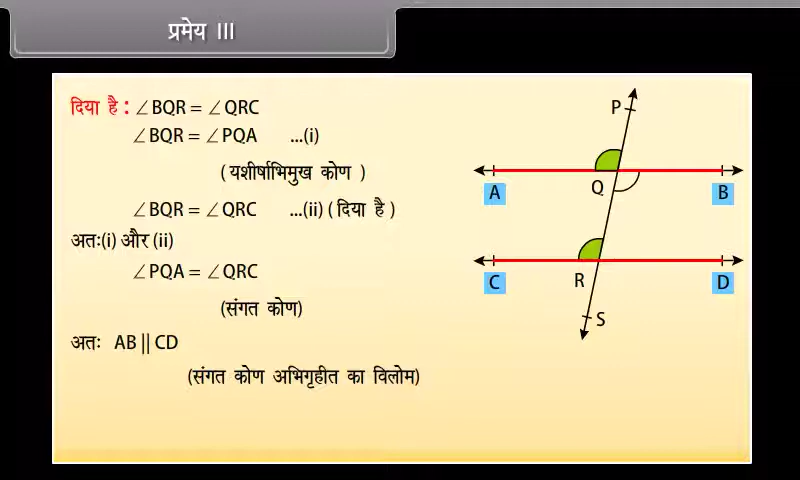 प्रमेय III
दिया है : ∠BQR = ∠QRC
∠BQR = ∠PQA ...(i)
( यशीर्षाभिमुख कोण )
∠BQR = ∠QRC ...(ii) ( दिया है )
अतः(i) और (ii)
∠PQA = ∠QRC
(संगत कोण)
अतः AB || CD
(संगत कोण अभिगृहीत का विलोम)
P
Q
A
B
R
C
D
S